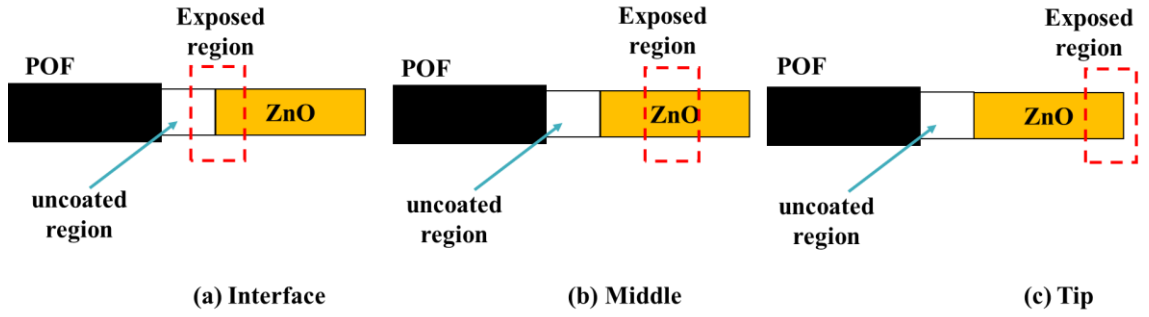 Exposed
region
POF
ZnO
uncoated
region
(a) Interface
Exposed
region
POF
ZnO
uncoated
region
(b) Middle
Exposed
region
POF
ZnO
uncoated
region
(c) Tip